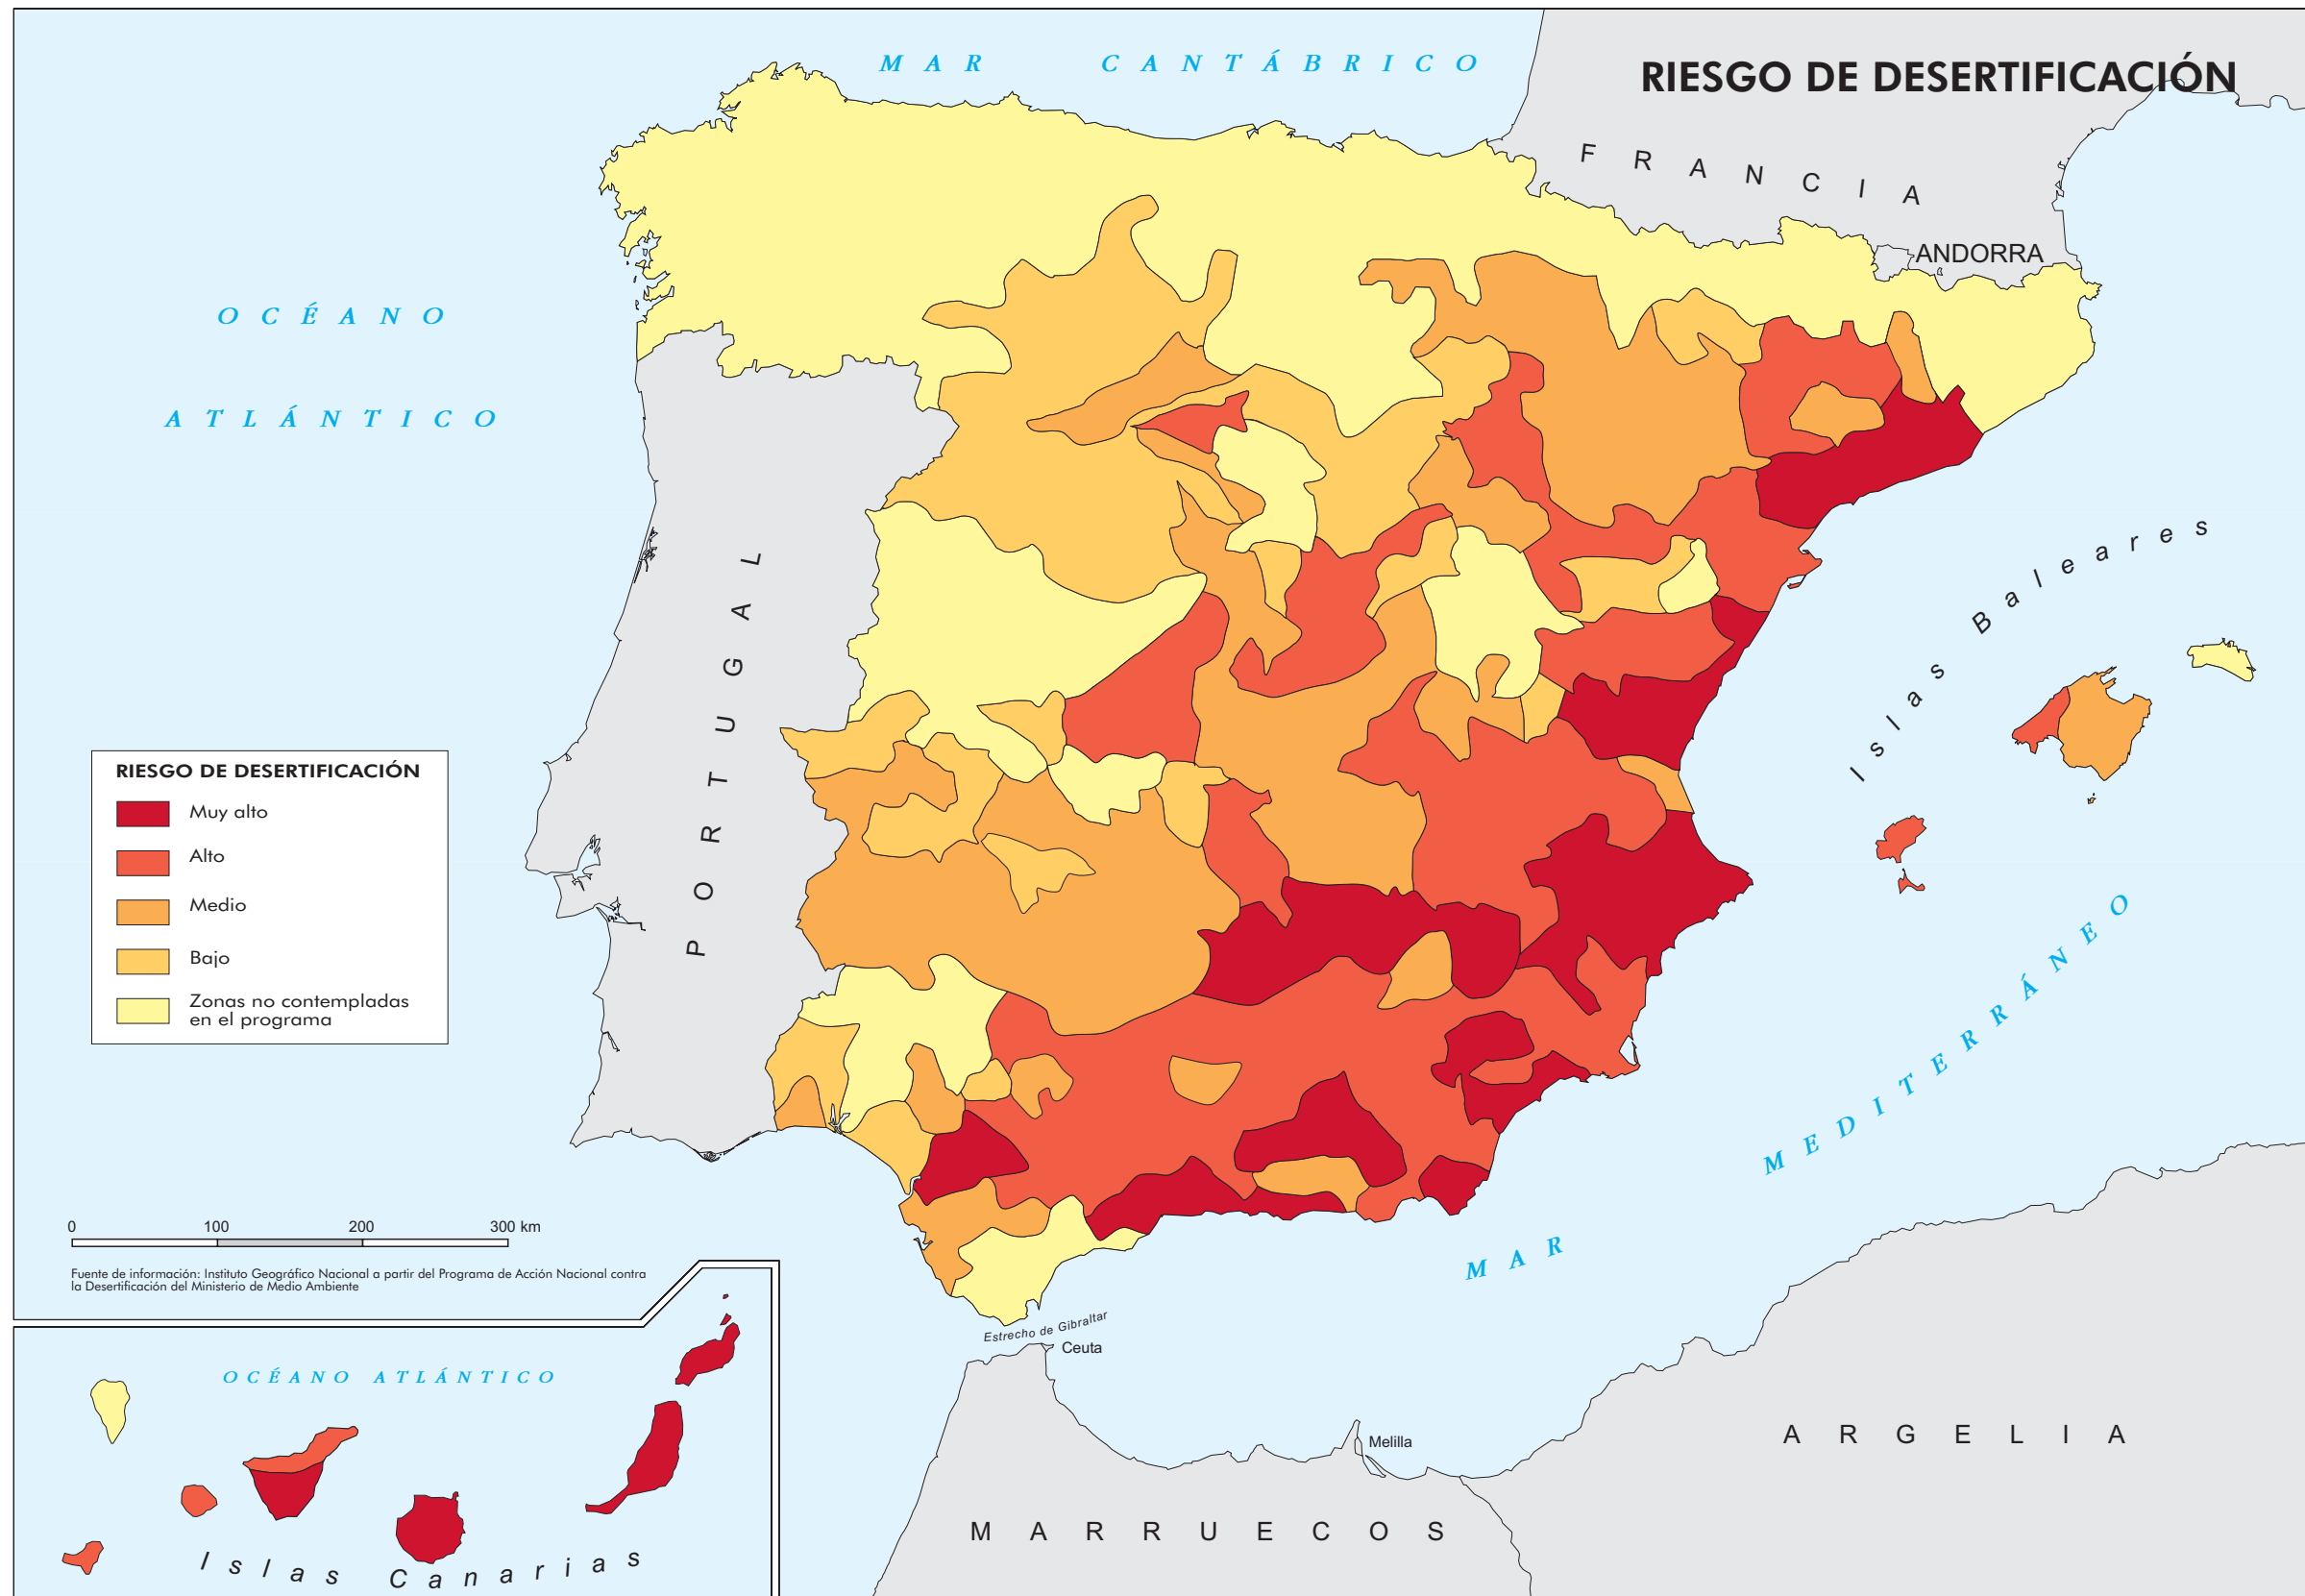 MAR CANTÁBRICO
RIESGO DE DESERTIFICACIÓN
FRANCIA
ANDORRA
OCÉANO
ATLÁNTICO
PORTUGAL
Islas Baleares
RIESGO DE DESERTIFICACIÓN
Muy alto
Alto
Medio
Bajo
Zonas no contempladas
en el programa
MAR MEDITERRÁNEO
0 100 200 300 km
Fuente de información: Instituto Geográfico Nacional a partir del Programa de Acción Nacional contra
la Desertificación del Ministerio de Medio Ambiente
Estrecho de Gibraltar
Ceuta
Melilla
OCÉANO ATLÁNTICO
Islas Canarias
MARRUECOS
ARGELIA